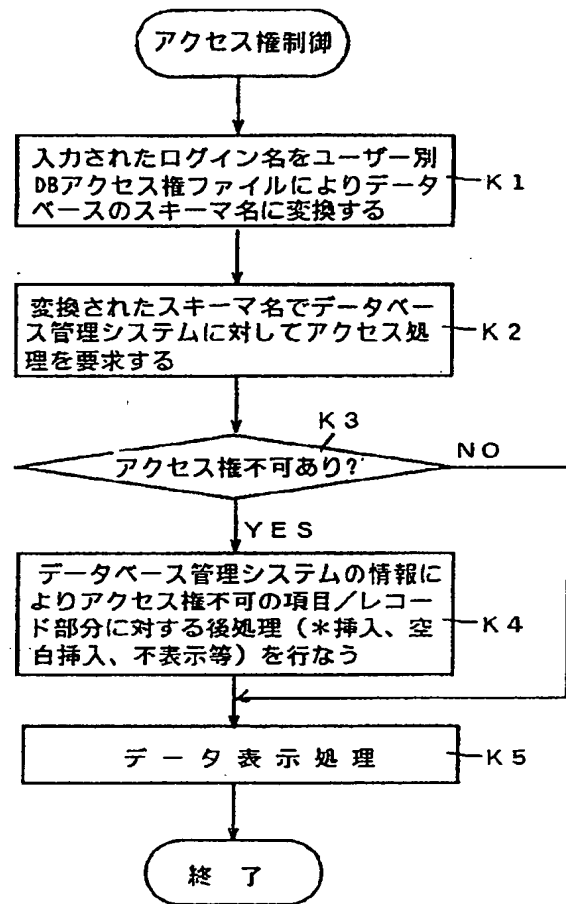 アクセス権制御
入力されたログイン名をユーザー別
DBアクセス権ファイルによりデータ
ベースのスキーマ名に変換する
K1
変換されたスキーマ名でデータベー
ス管理システムに対してアクセス処
理を要求する
K2
K3
アクセス権不可あり?
NO
YES
データベース管理システムの情報に
よりアクセス権不可の項目/レコー
ド部分に対する後処理(*挿入、空
白挿入、不表示等)を行なう
K4
データ表示処理
K5
終了